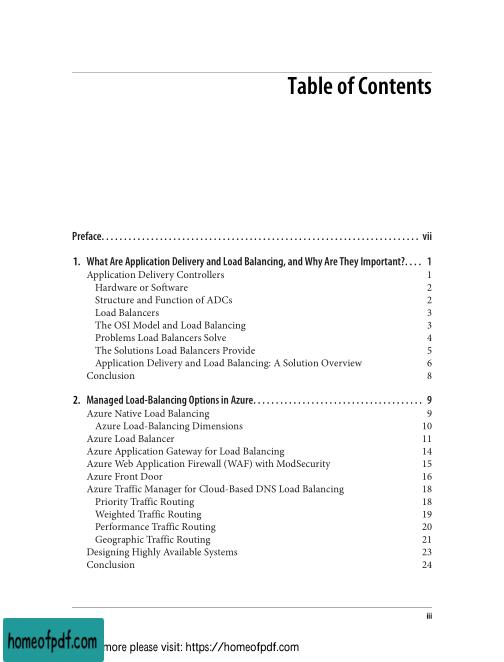 Table of Contents
Preface. . . . . . . . . . . . . . . . . . . . . . . . . . . . . . . . . . . . . . . . . . . . . . . . . . . . . . . . . . . . . . . . . . . . . . . vii
1. What Are Application Delivery and Load Balancing, and Why Are They Important?. . . . 1
Application Delivery Controllers 1
Hardware or Software 2
Structure and Function of ADCs 2
Load Balancers 3
The OSI Model and Load Balancing 3
Problems Load Balancers Solve 4
The Solutions Load Balancers Provide 5
Application Delivery and Load Balancing: A Solution Overview 6
Conclusion 8
2. Managed Load-Balancing Options in Azure. . . . . . . . . . . . . . . . . . . . . . . . . . . . . . . . . . . . . 9
Azure Native Load Balancing 9
Azure Load-Balancing Dimensions 10
Azure Load Balancer 11
Azure Application Gateway for Load Balancing 14
Azure Web Application Firewall (WAF) with ModSecurity 15
Azure Front Door 16
Azure Traffic Manager for Cloud-Based DNS Load Balancing 18
Priority Traffic Routing 18
Weighted Traffic Routing 19
Performance Traffic Routing 20
Geographic Traffic Routing 21
Designing Highly Available Systems 23
Conclusion 24
iii
homeofpdf.com
more please visit: https://homeofpdf.com